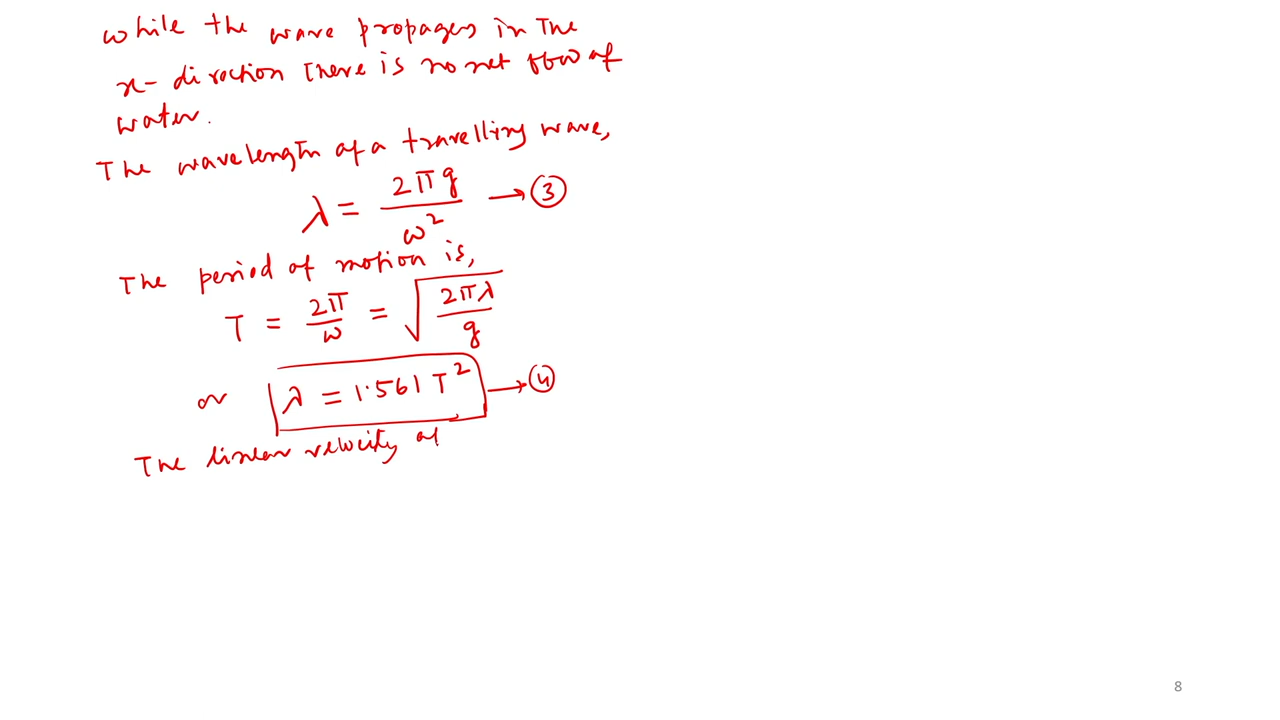 while the wave propages in the
x- direction there is no net flow of
water.
The wavelength of a travelling wave,
λ = 2πg/ω² → ③
The period of motion is,
T = 2π/ω = √(2πλ/g)
or λ = 1.561 T² → ④
The linear velocity of
8